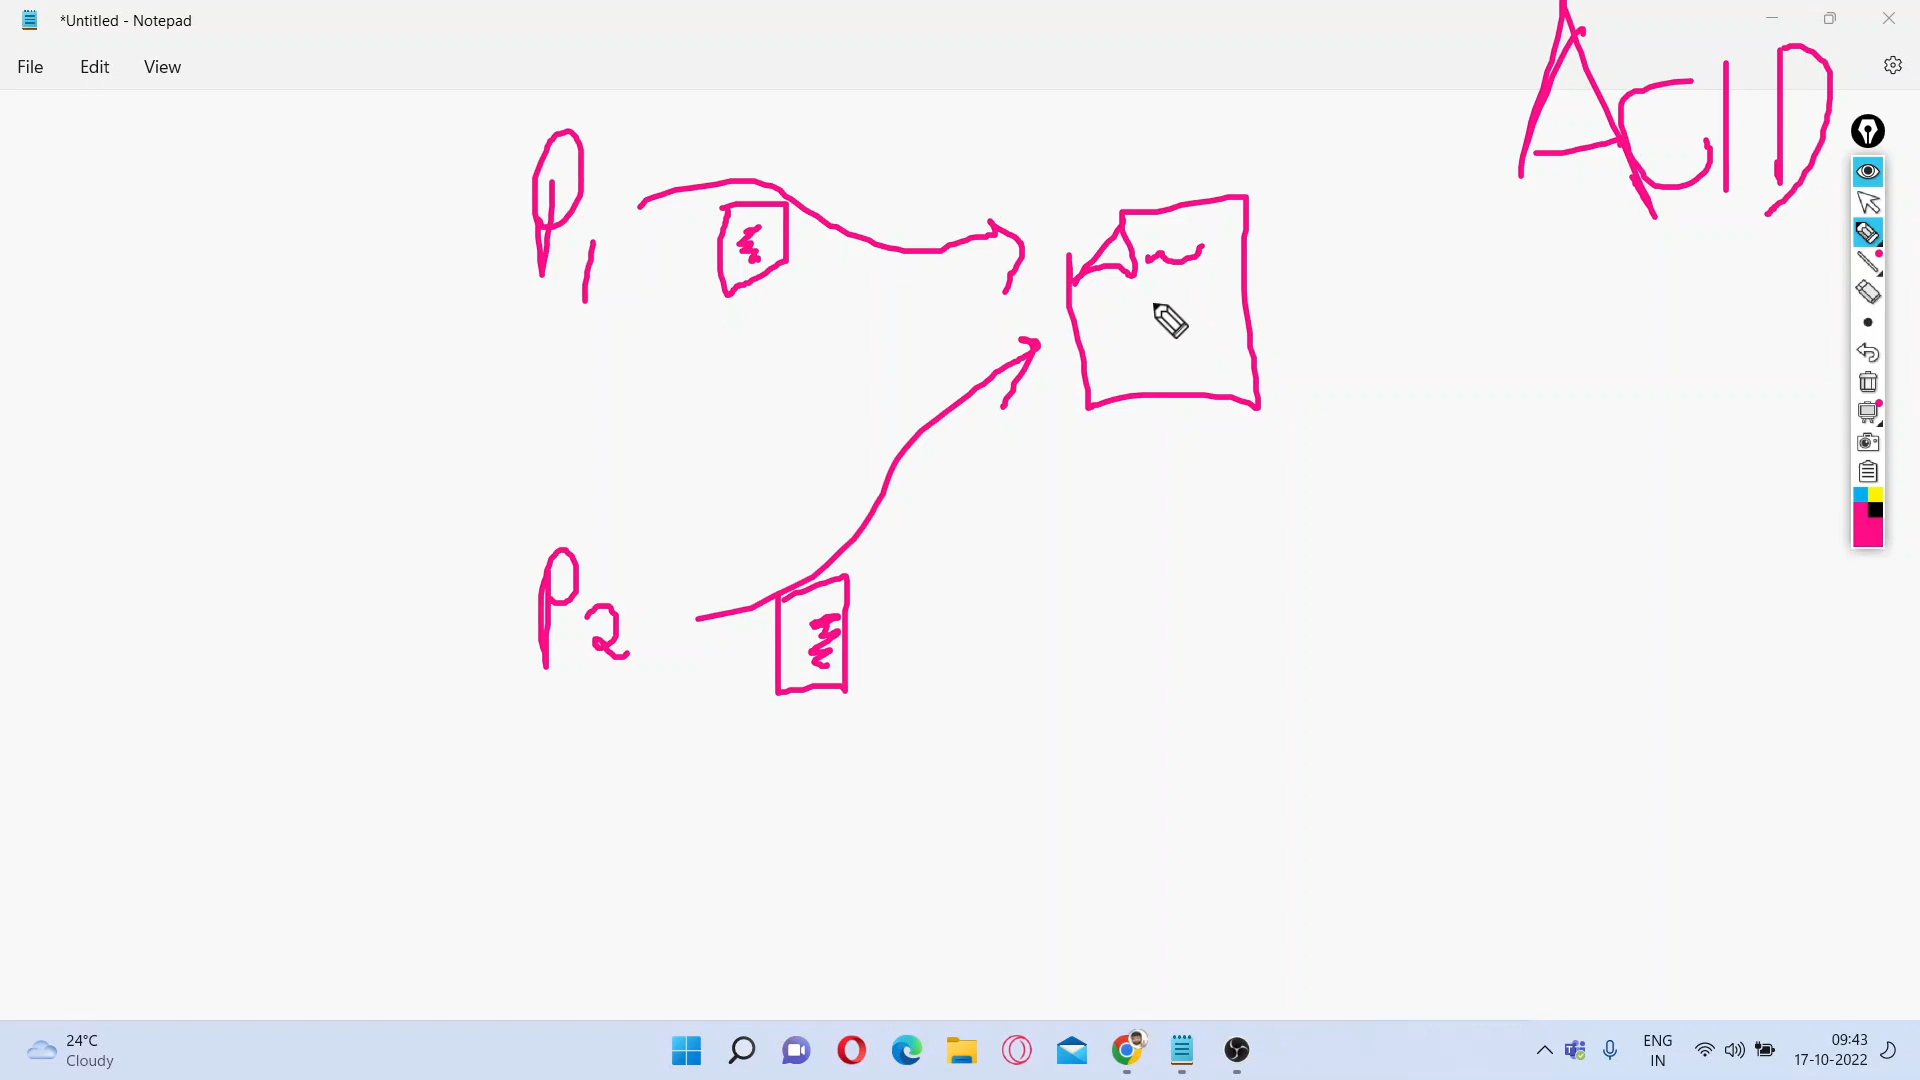 *Untitled - Notepad
File Edit View
ACID
P1
P2
24°C
Cloudy
ENG
IN
09:43
17-10-2022